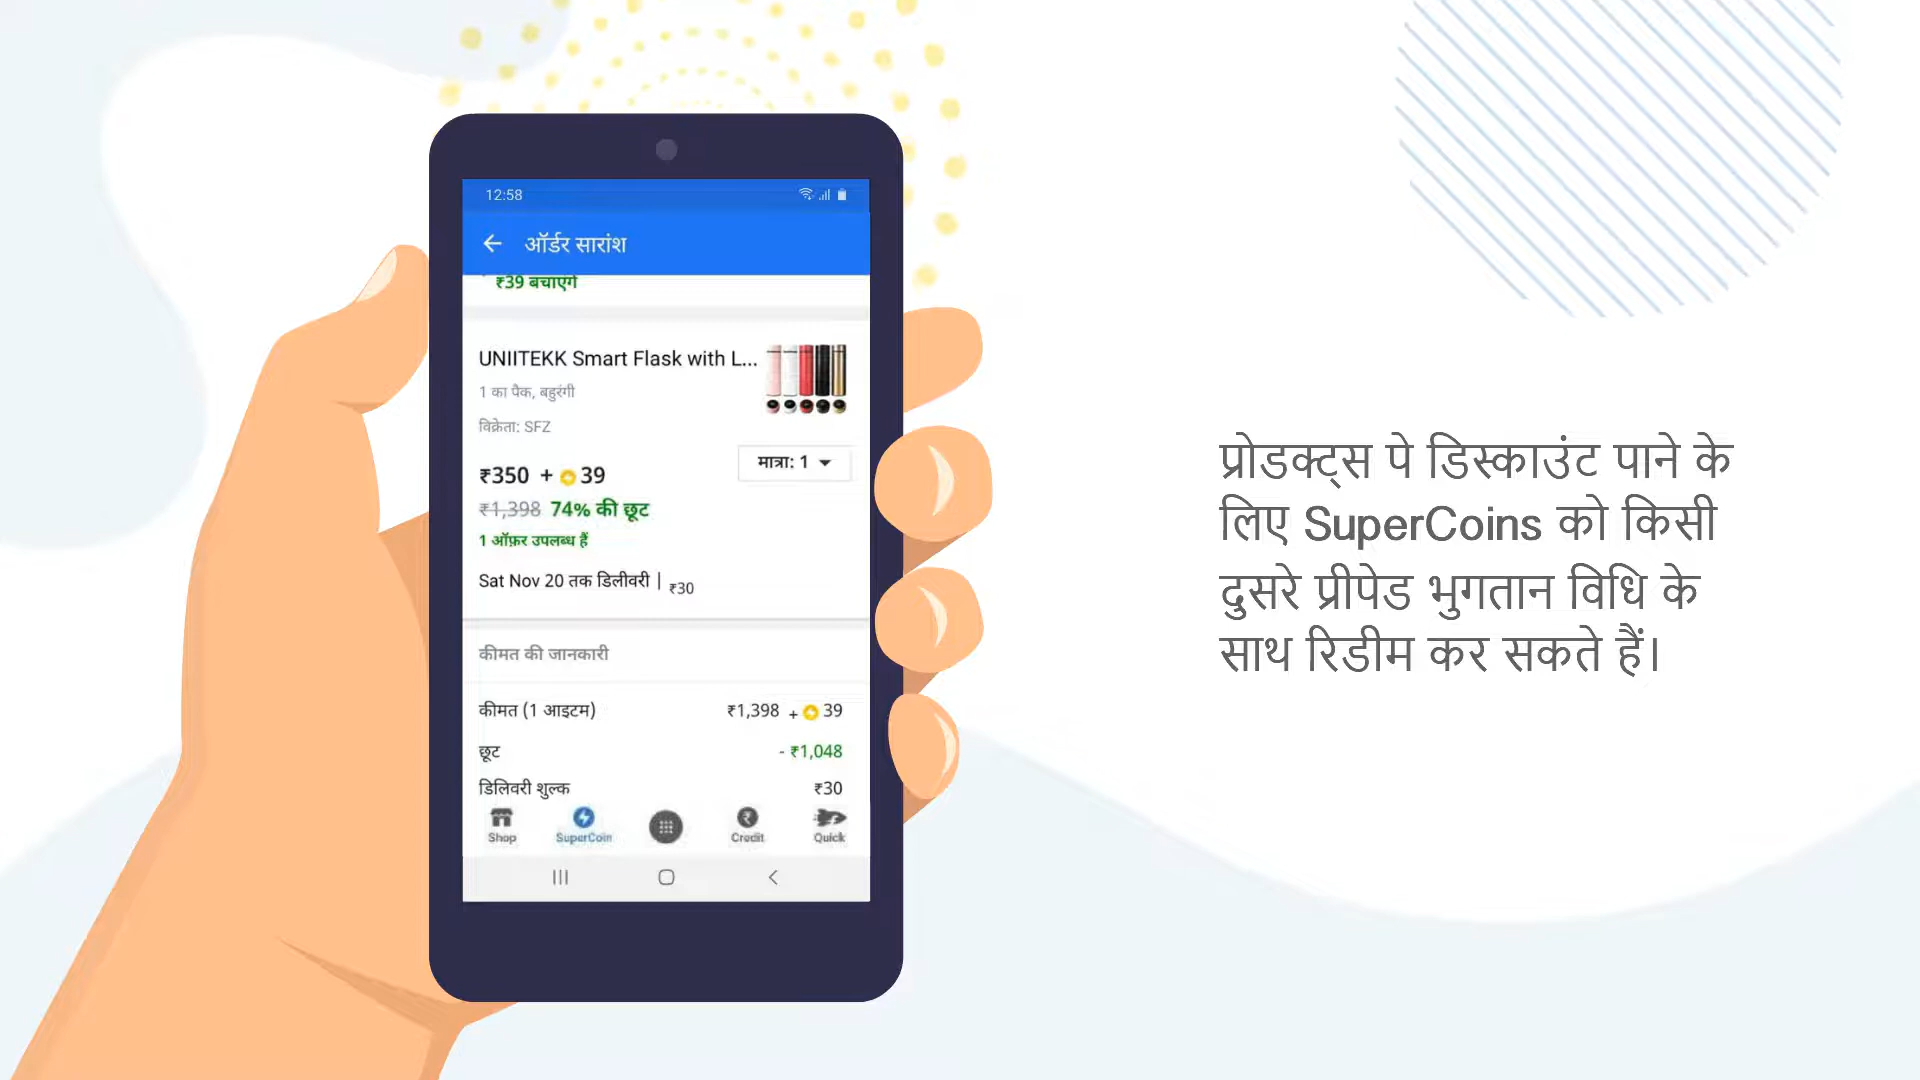 12:58
ऑर्डर सारांश
₹39 बचाएंगे
UNIITEKK Smart Flask with L...
1 का पैक, बहुरंगी
विक्रेता: SFZ
मात्रा: 1
₹350 + 39
₹1,398 74% की छूट
1 ऑफ़र उपलब्ध हैं
Sat Nov 20 तक डिलीवरी | ₹30
कीमत की जानकारी
कीमत (1 आइटम) ₹1,398 + 39
छूट - ₹1,048
डिलिवरी शुल्क ₹30
Shop SuperCoin Credit Quick
प्रोडक्ट्स पे डिस्काउंट पाने के
लिए SuperCoins को किसी
दुसरे प्रीपेड भुगतान विधि के
साथ रिडीम कर सकते हैं।